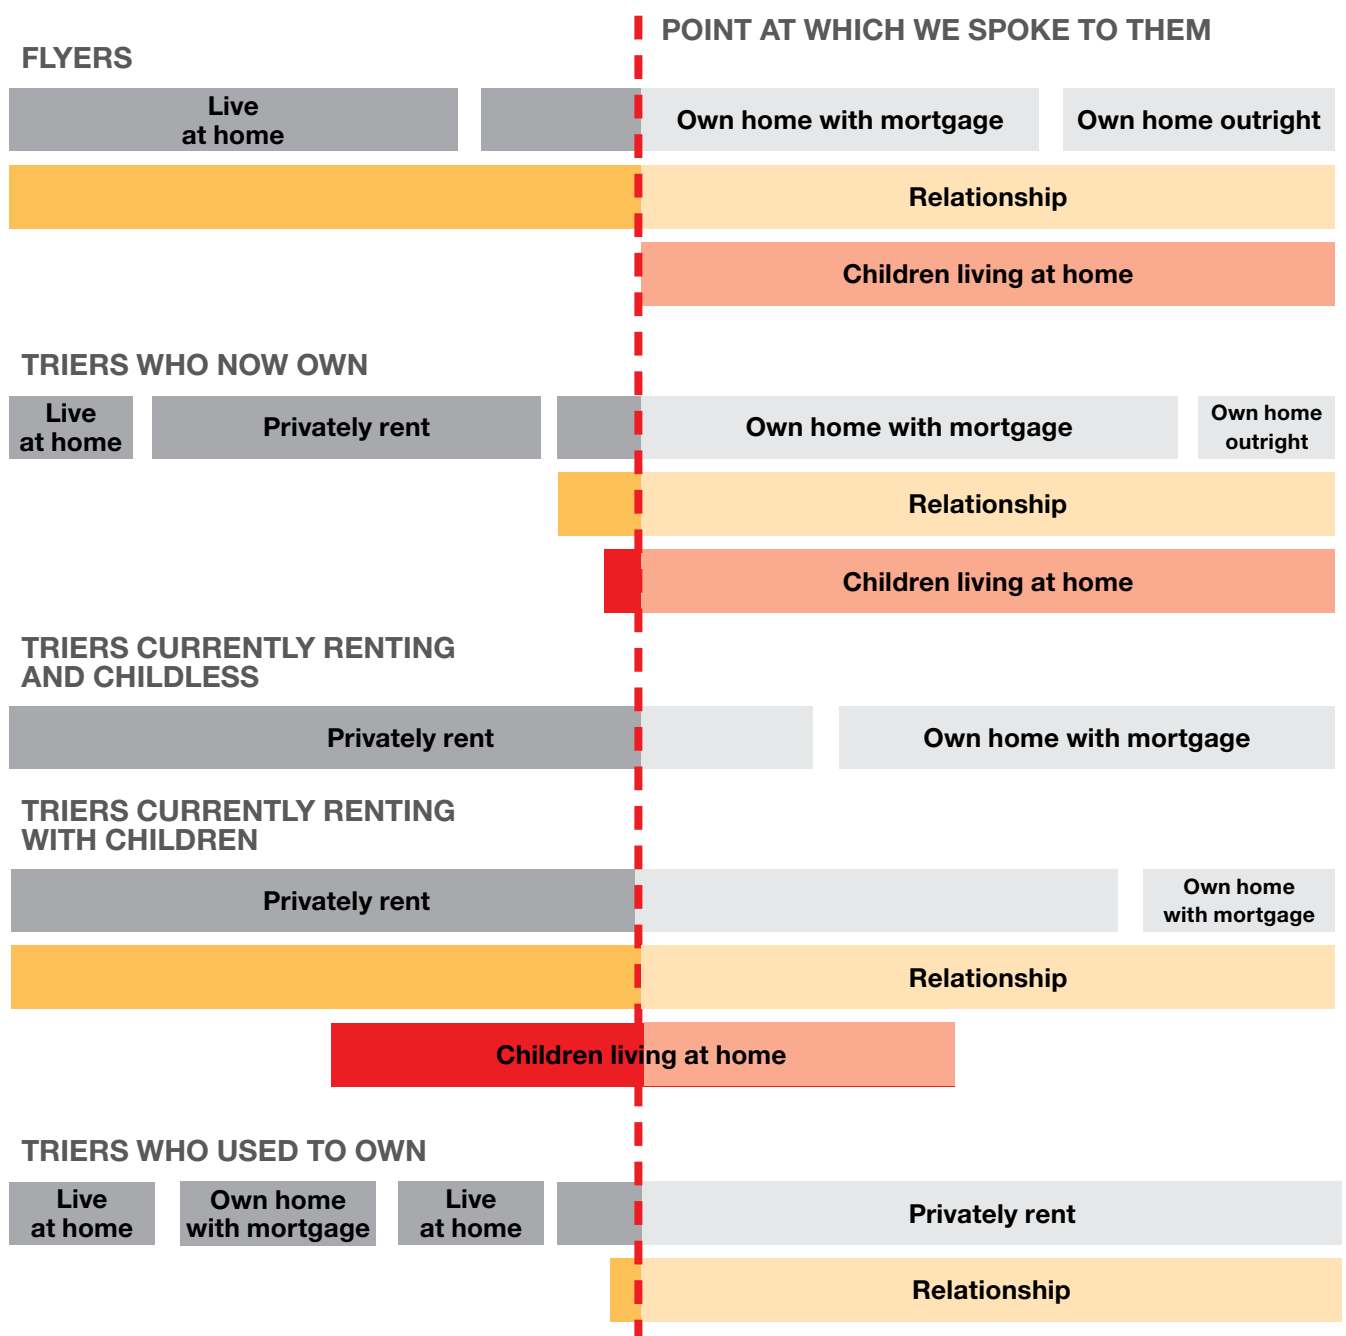 POINT AT WHICH WE SPOKE TO THEM
FLYERS
Live
at home
Own home with mortgage
Own home outright
Relationship
Children living at home
TRIERS WHO NOW OWN
Live
at home
Privately rent
Own home with mortgage
Own home
outright
Relationship
Children living at home
TRIERS CURRENTLY RENTING
AND CHILDLESS
Privately rent
Own home with mortgage
TRIERS CURRENTLY RENTING
WITH CHILDREN
Privately rent
Own home
with mortgage
Relationship
Children living at home
TRIERS WHO USED TO OWN
Live
at home
Own home
with mortgage
Live
at home
Privately rent
Relationship